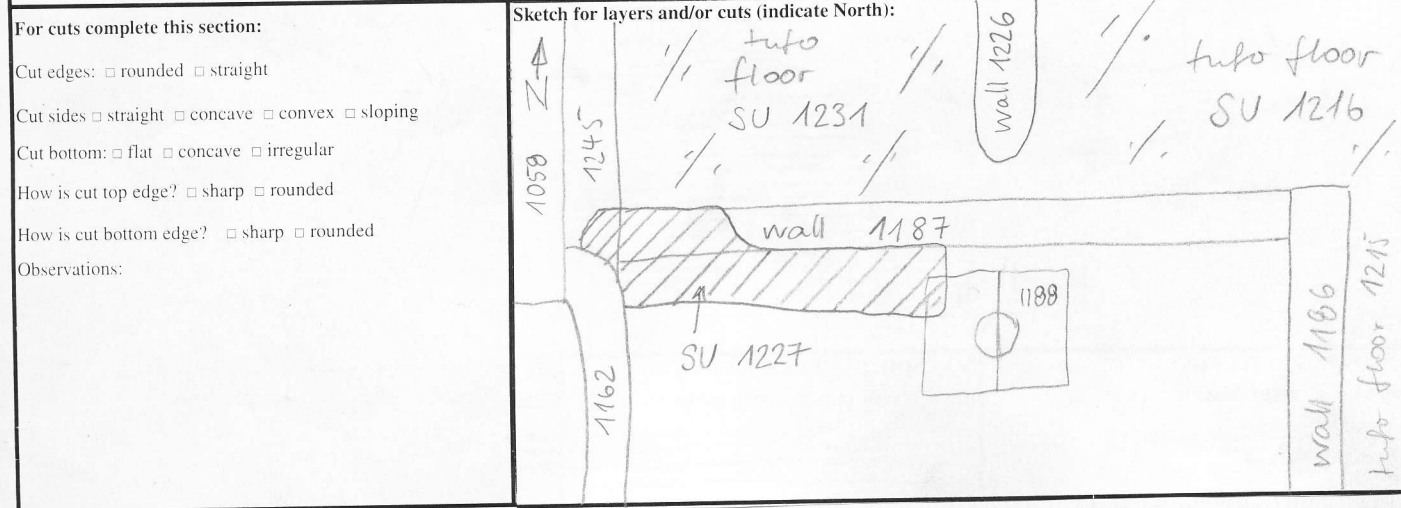 For cuts complete this section:
Cut edges: □ rounded □ straight
Cut sides □ straight □ concave □ convex □ sloping
Cut bottom: □ flat □ concave □ irregular
How is cut top edge? □ sharp □ rounded
How is cut bottom edge? □ sharp □ rounded
Observations:
Sketch for layers and/or cuts (indicate North):
N
1058
1245
tufo
floor
SU 1231
wall 1226
tufo floor
SU 1216
wall 1187
SU 1227
1188
1162
wall 1186
tufo floor 1215